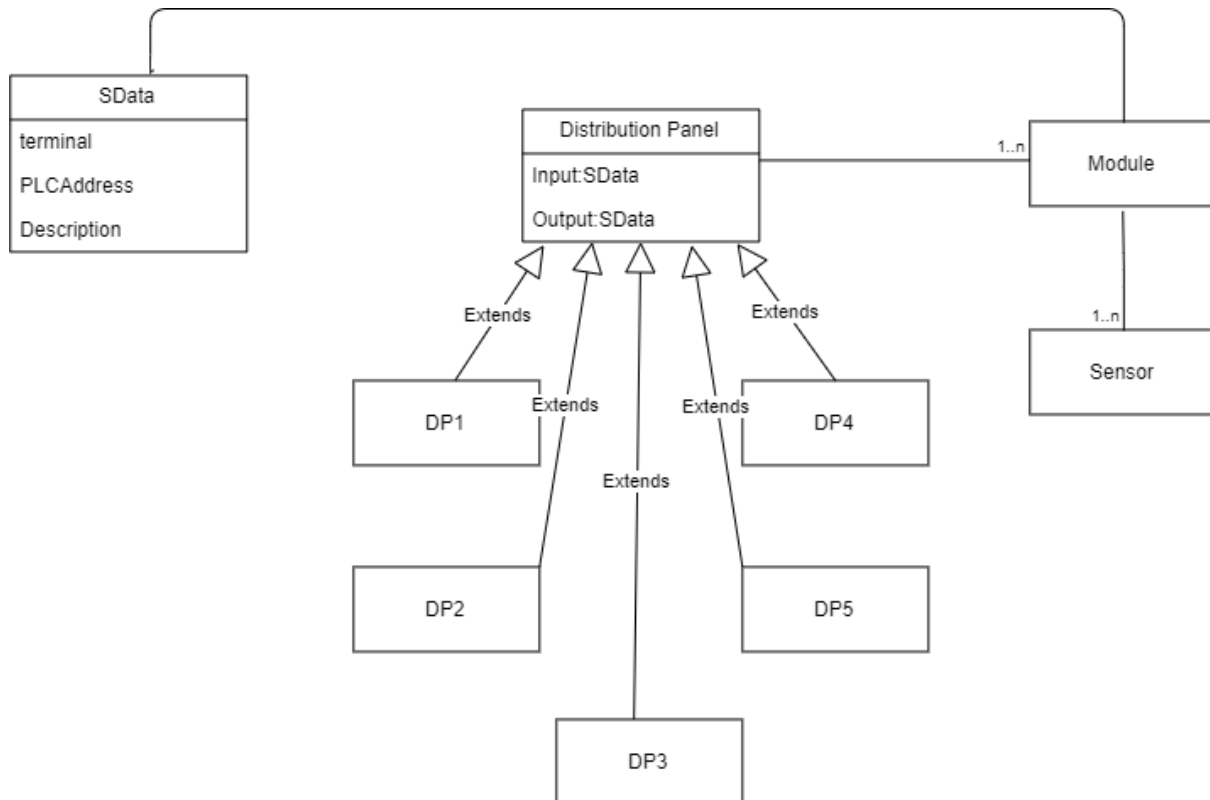 SData
terminal
PLCAddress
Description
Distribution Panel
Input:SData
Output:SData
1..n
Module
1..n
Sensor
Extends
Extends
Extends
Extends
Extends
DP1
DP4
DP2
DP5
DP3